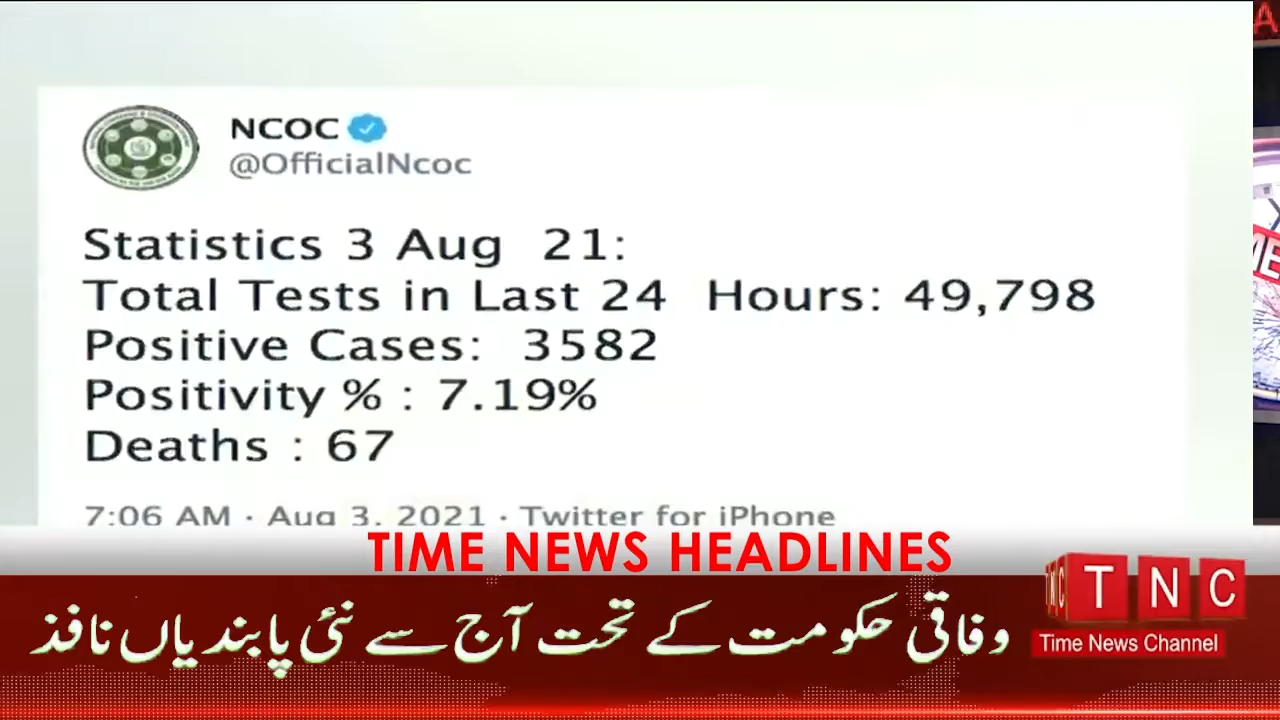 NCOC
@OfficialNcoc
Statistics 3 Aug 21:
Total Tests in Last 24 Hours: 49,798
Positive Cases: 3582
Positivity % : 7.19%
Deaths : 67
7:06 AM · Aug 3, 2021 · Twitter for iPhone
TIME NEWS HEADLINES
وفاقی حکومت کے تحت آج سے نئی پابندیاں نافذ
TNC
TNC
Time News Channel